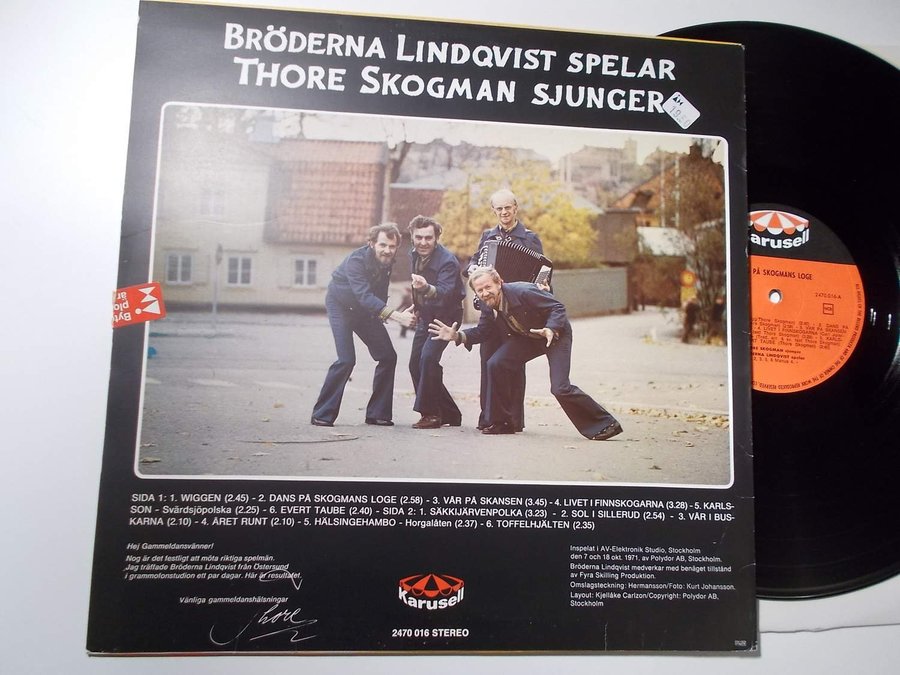 BRÖDERNA LINDQVIST SPELAR
THORE SKOGMAN SJUNGER
SIDA 1: 1. WIGGEN (2.45) - 2. DANS PÅ SKOGMANS LOGE (2.58) - 3. VÅR PÅ SKANSEN (3.45) - 4. LIVET I FINNSKOGARNA (3.28) - 5. KARLS-
SON - Svärdsjöpolska (2.25) - 6. EVERT TAUBE (2.40) - SIDA 2: 1. SÄKKIJÄRVENPOLKA (3.23) - 2. SOL I SILLERUD (2.54) - 3. VÅR I BUS-
KARNA (2.10) - 4. ÅRET RUNT (2.10) - 5. HÄLSINGEHAMBO - Horgalåten (2.37) - 6. TOFFELHJÄLTEN (2.35)
Hej Gammeldansvänner!
Nog är det festligt att möta riktiga spelmän.
Jag träffade Bröderna Lindqvist från Östersund
i grammofonstudion ett par dagar. Här är resultatet.
Vänliga gammeldanshälsningar
Thore
Karusell
2470 016 STEREO
Inspelat i AV-Elektronik Studio, Stockholm
den 7 och 18 okt. 1971, av Polydor AB, Stockholm.
Bröderna Lindqvist medverkar med benäget tillstånd
av Fyra Skilling Produktion.
Omslagsteckning: Hermansson/Foto: Kurt Johansson.
Layout: Kjellåke Carlzon/Copyright: Polydor AB,
Stockholm
Byt
plo
är
arusell
PÅ SKOGMANS LOGE
2470 016-A